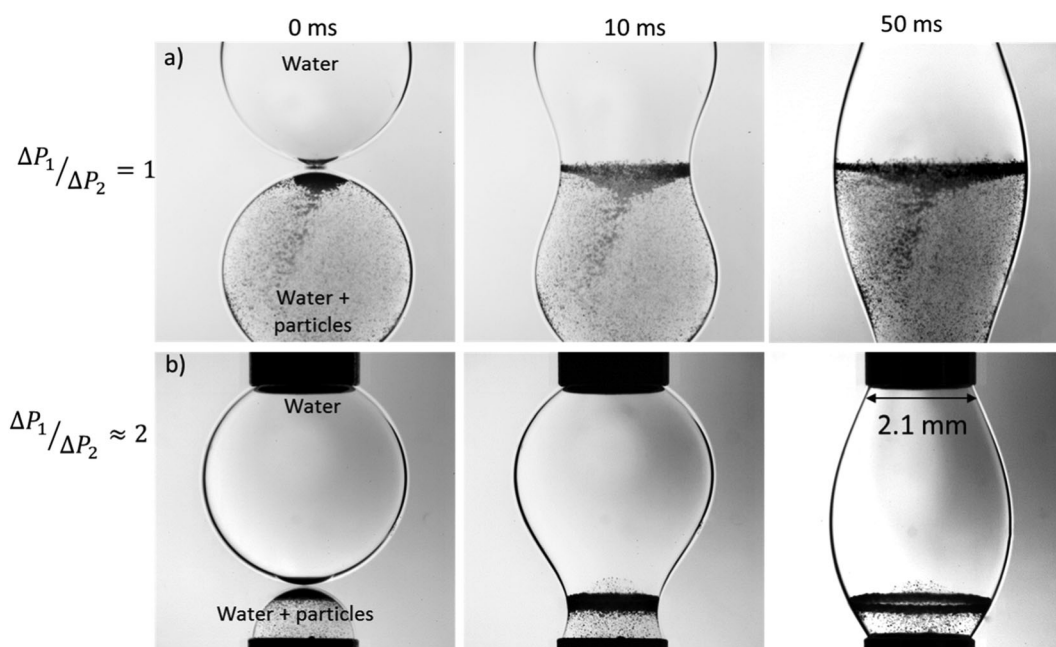 0 ms
10 ms
50 ms
a)
Water
ΔP₁/ΔP₂ = 1
Water +
particles
b)
Water
ΔP₁/ΔP₂ ≈ 2
2.1 mm
Water + particles